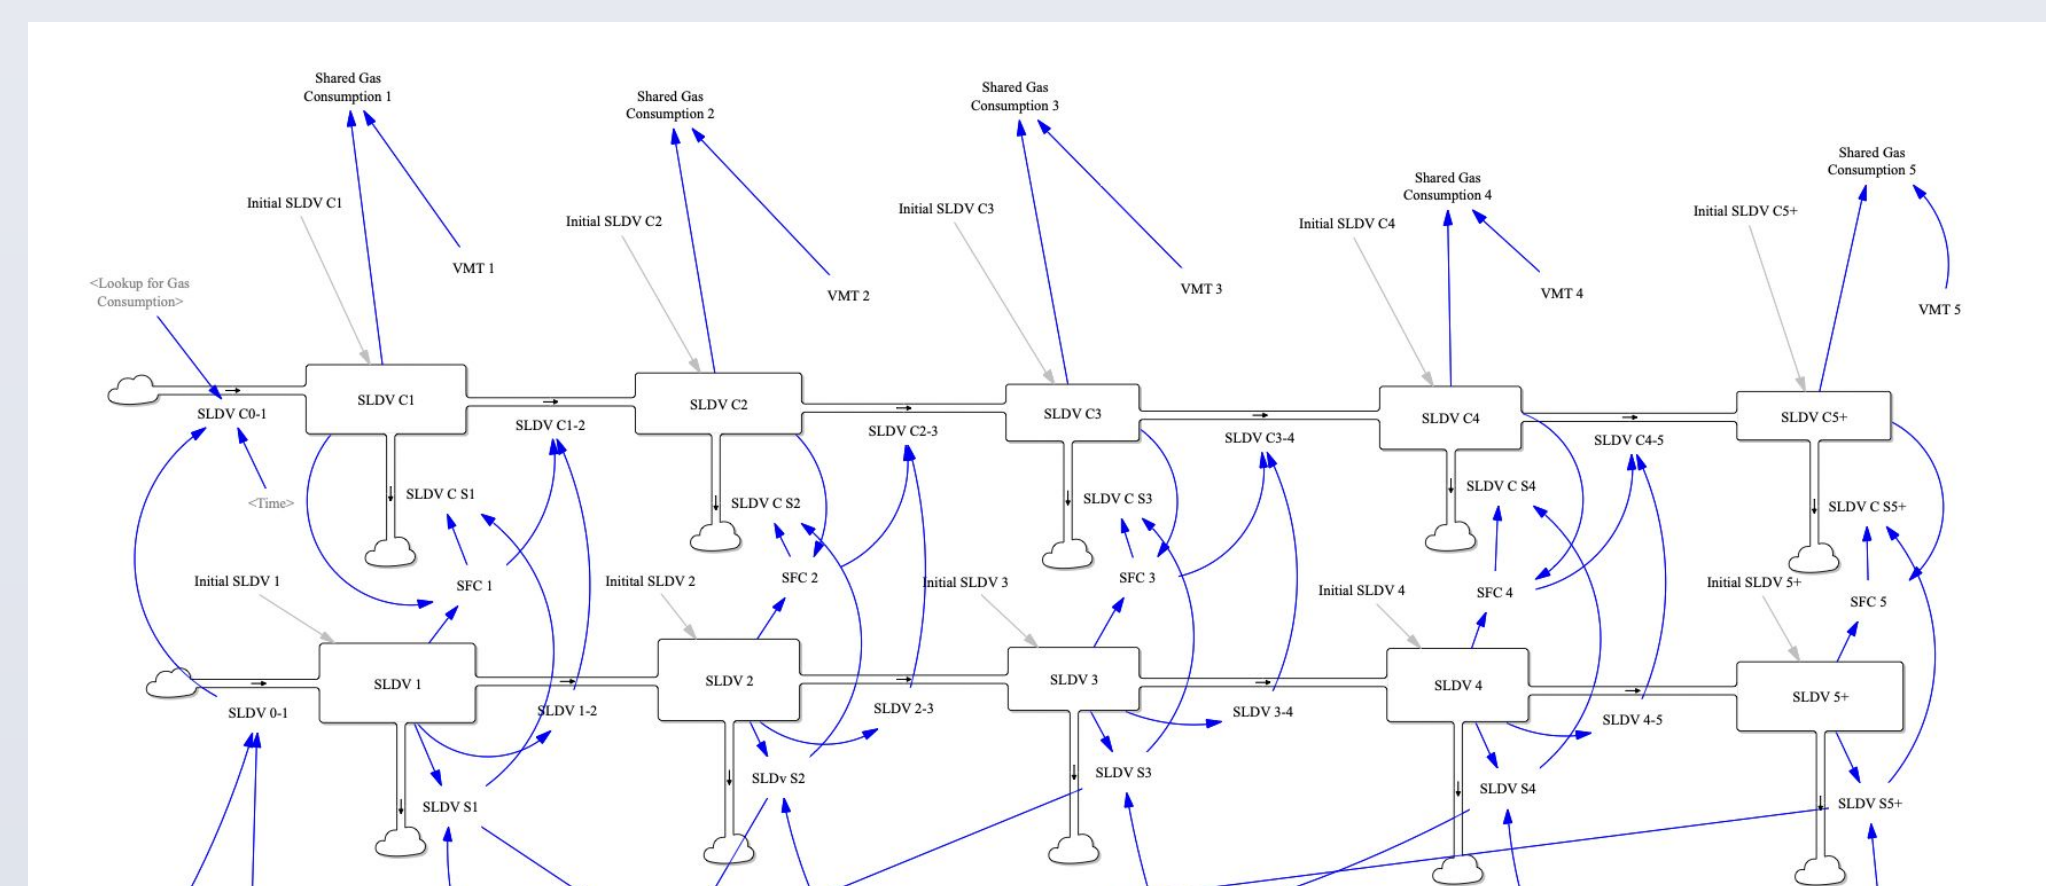 Shared Gas
Consumption 1
Shared Gas
Consumption 2
Shared Gas
Consumption 3
Shared Gas
Consumption 4
Shared Gas
Consumption 5
Initial SLDV C1
Initial SLDV C2
Initial SLDV C3
Initial SLDV C4
Initial SLDV C5+
VMT 1
VMT 2
VMT 3
VMT 4
VMT 5
<Lookup for Gas
Consumption>
SLDV C1
SLDV C2
SLDV C3
SLDV C4
SLDV C5+
SLDV C0-1
SLDV C1-2
SLDV C2-3
SLDV C3-4
SLDV C4-5
<Time>
SLDV C S1
SLDV C S2
SLDV C S3
SLDV C S4
SLDV C S5+
SFC 1
SFC 2
SFC 3
SFC 4
SFC 5
Initial SLDV 1
Initital SLDV 2
Initial SLDV 3
Initial SLDV 4
Initial SLDV 5+
SLDV 1
SLDV 2
SLDV 3
SLDV 4
SLDV 5+
SLDV 0-1
SLDV 1-2
SLDV 2-3
SLDV 3-4
SLDV 4-5
SLDV S1
SLDv S2
SLDV S3
SLDV S4
SLDV S5+